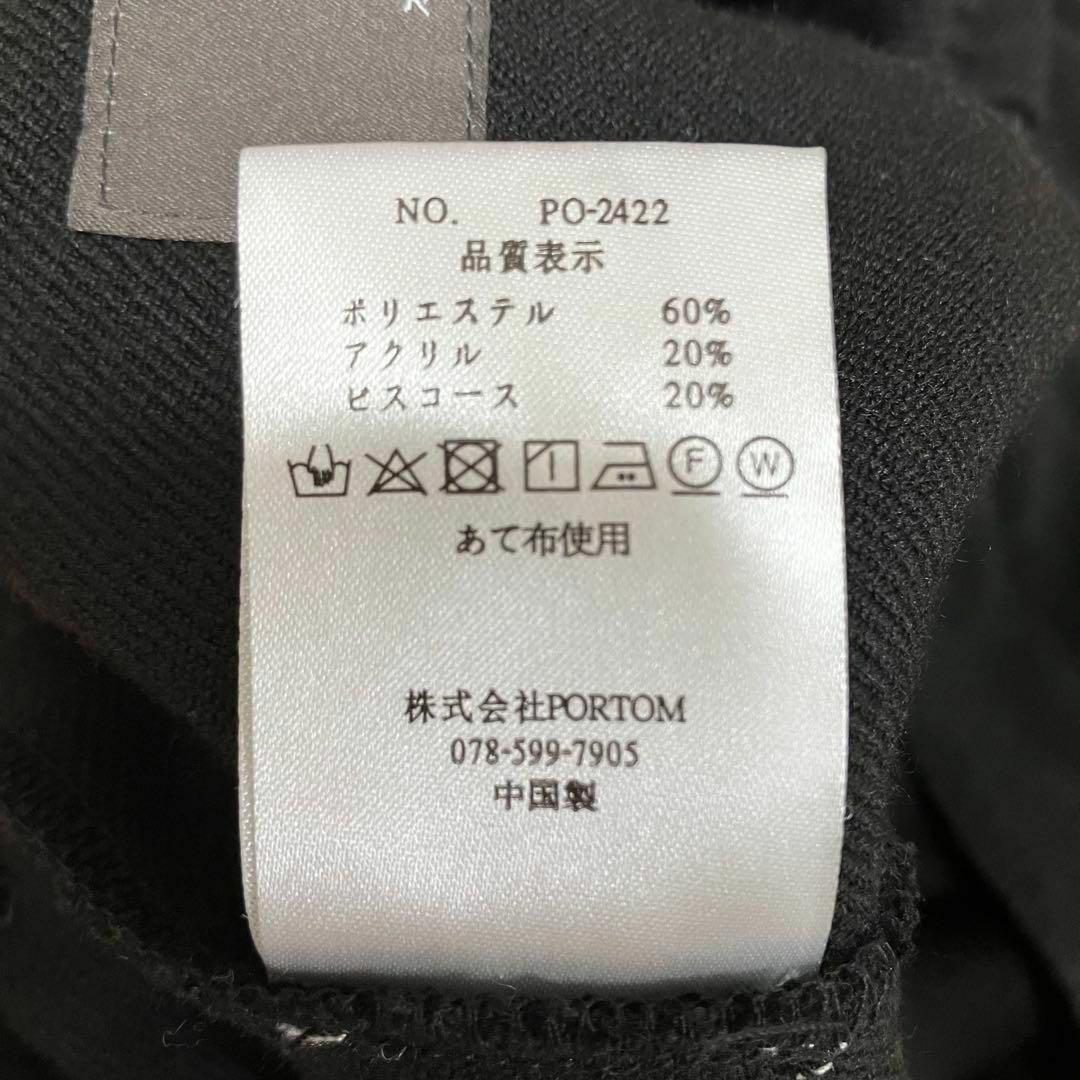 NO. PO-2422
品質表示
ポリエステル 60%
アクリル 20%
ビスコース 20%
F W
あて布使用
株式会社PORTOM
078-599-7905
中国製